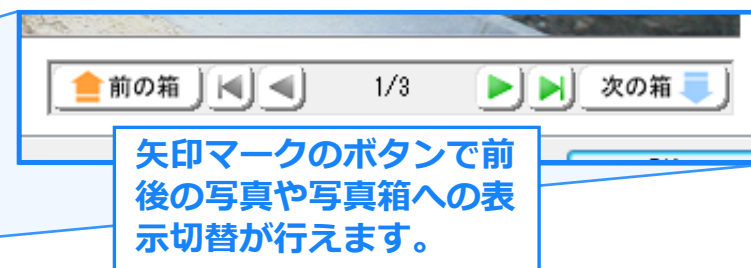 前の箱 1/3 次の箱
矢印マークのボタンで前
後の写真や写真箱への表
示切替が行えます。